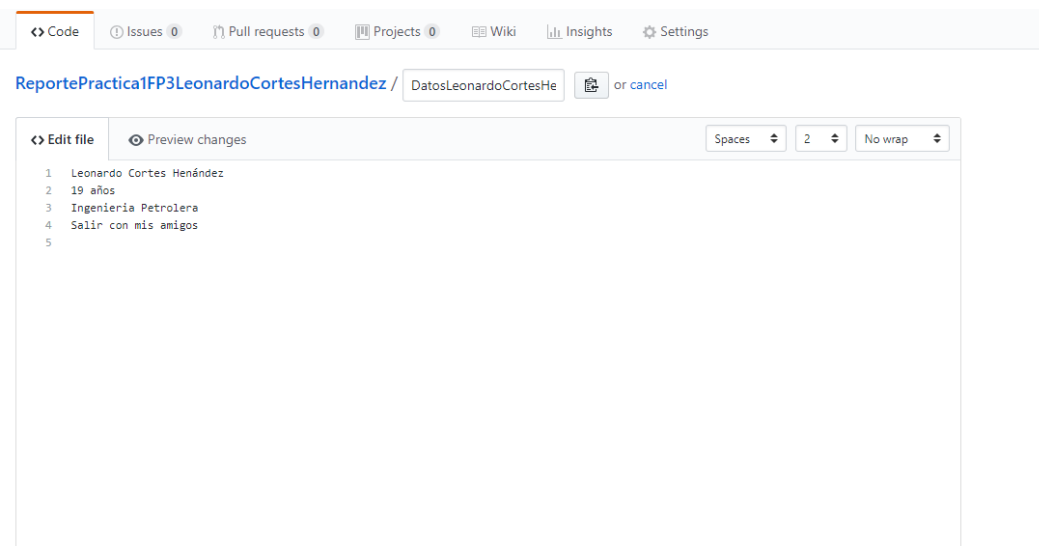 Code Issues 0 Pull requests 0 Projects 0 Wiki Insights Settings
ReportePractica1FP3LeonardoCortesHernandez / DatosLeonardoCortesHe or cancel
Edit file Preview changes Spaces 2 No wrap
1 Leonardo Cortes Henández
2 19 años
3 Ingenieria Petrolera
4 Salir con mis amigos
5